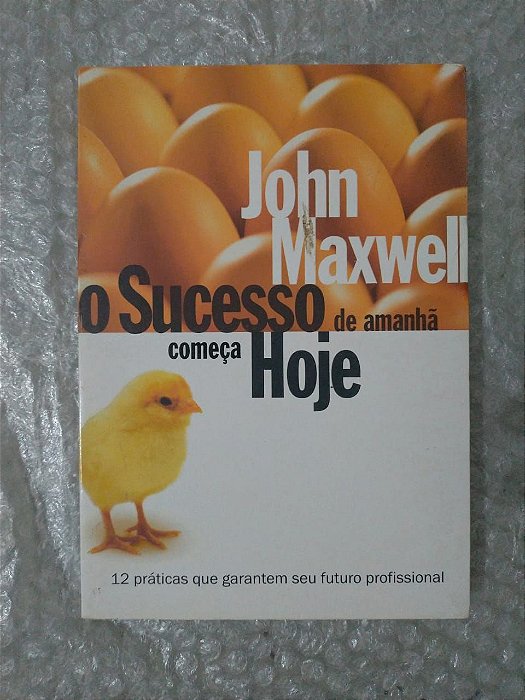 John
Maxwell
o Sucesso de amanhã
começa Hoje
12 práticas que garantem seu futuro profissional